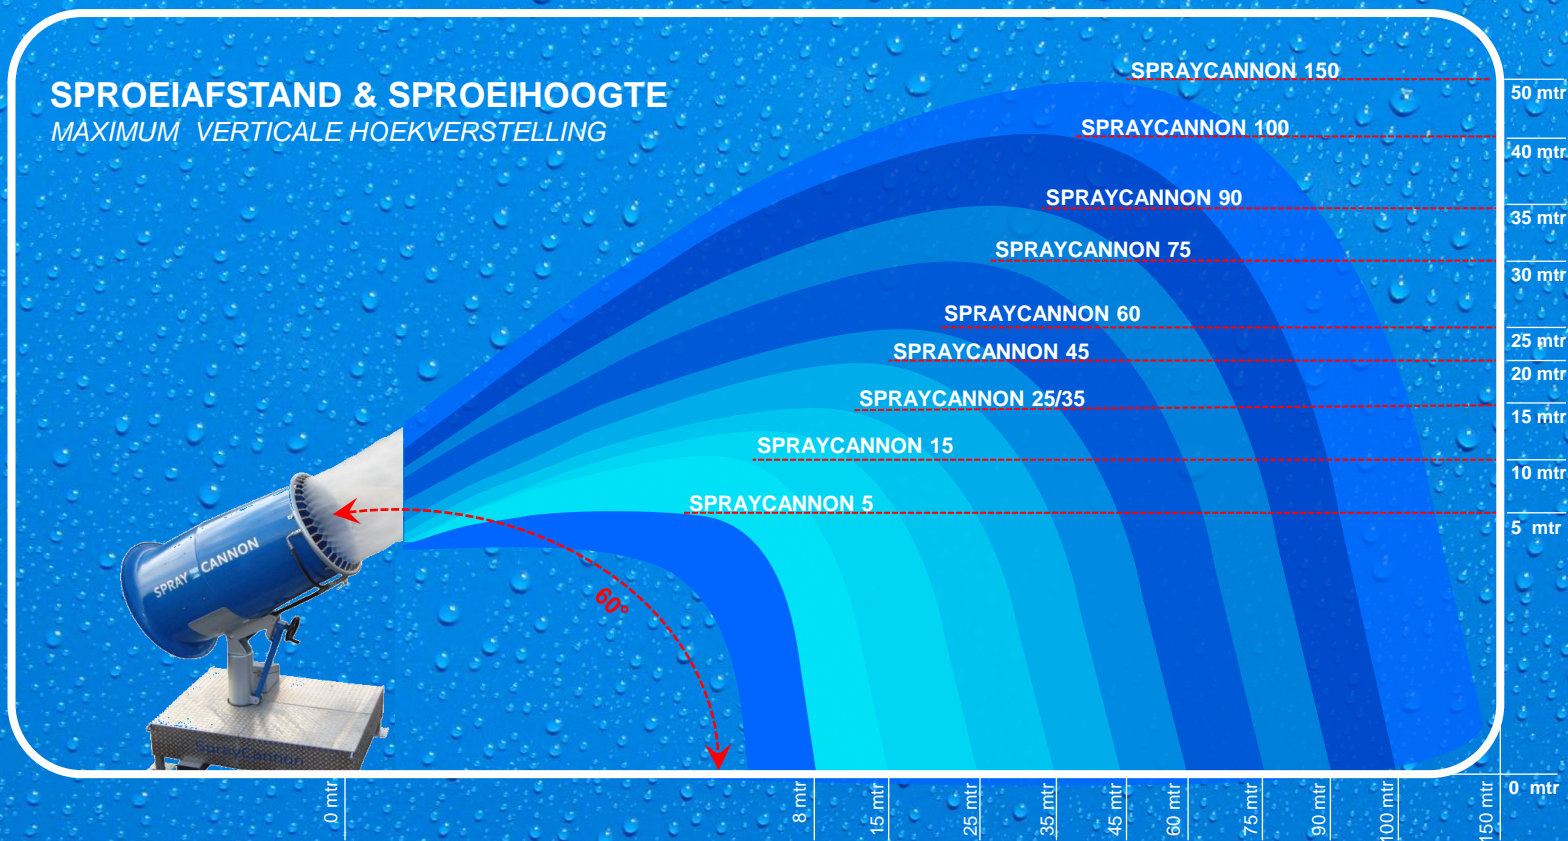 SPROEIAFSTAND & SPROEIHOOGTE
MAXIMUM VERTICALE HOEKVERSTELLING
SPRAYCANNON 150
50 mtr
SPRAYCANNON 100
40 mtr
SPRAYCANNON 90
35 mtr
SPRAYCANNON 75
30 mtr
SPRAYCANNON 60
25 mtr
SPRAYCANNON 45
20 mtr
SPRAYCANNON 25/35
15 mtr
SPRAYCANNON 15
10 mtr
SPRAYCANNON 5
5 mtr
SPRAY CANNON
60°
SprayCannon
0 mtr
0 mtr
8 mtr
15 mtr
25 mtr
35 mtr
45 mtr
60 mtr
75 mtr
90 mtr
100 mtr
150 mtr